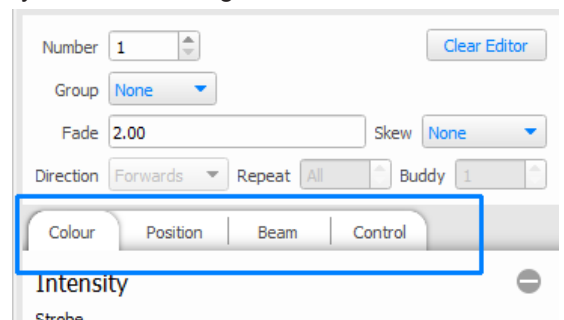 Number 1 Clear Editor
Group None
Fade 2.00 Skew None
Direction Forwards Repeat All Buddy 1
Colour Position Beam Control
Intensity
Strobe